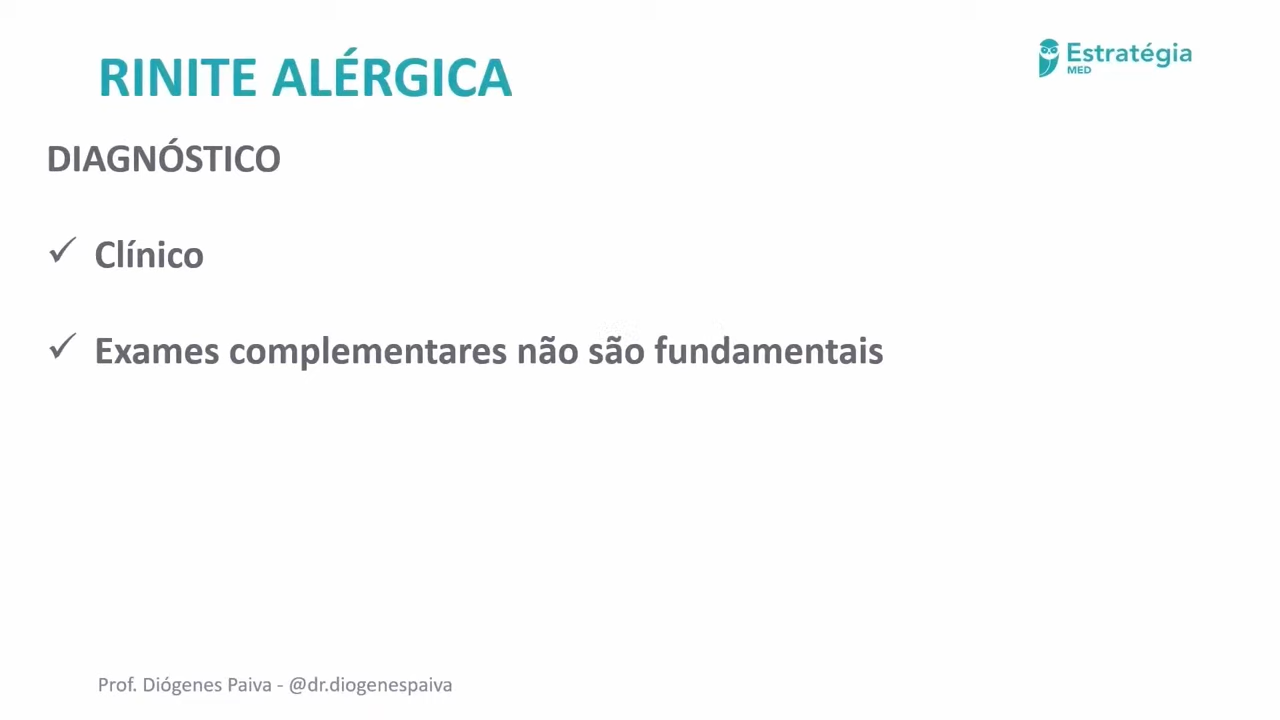 RINITE ALÉRGICA
Estratégia
MED
DIAGNÓSTICO
✓ Clínico
✓ Exames complementares não são fundamentais
Prof. Diógenes Paiva - @dr.diogenespaiva